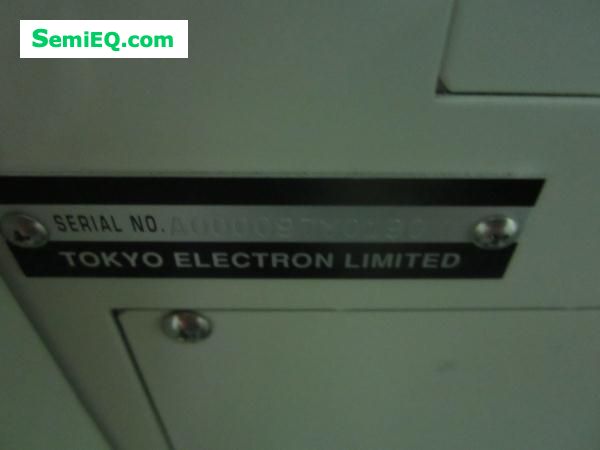 SemiEQ.com
SERIAL NO.
TOKYO ELECTRON LIMITED